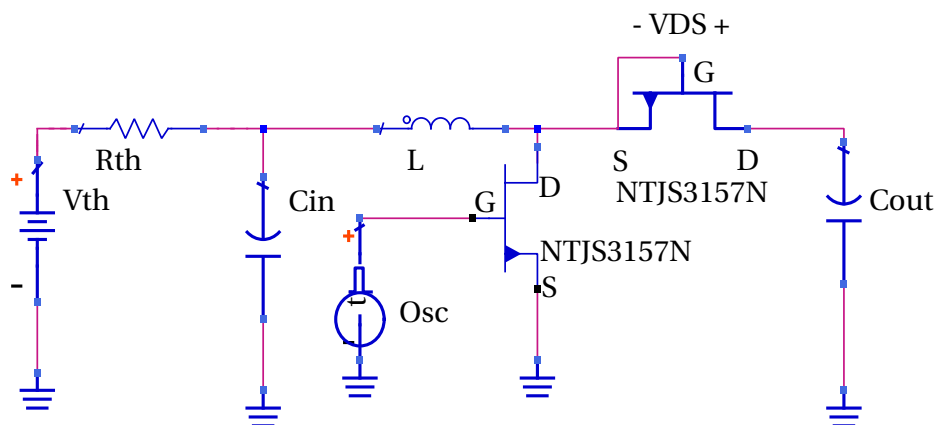 - VDS +
G
Rth
L
S
D
NTJS3157N
+
Vth
-
Cin
G
D
Cout
+
NTJS3157N
S
t
Osc